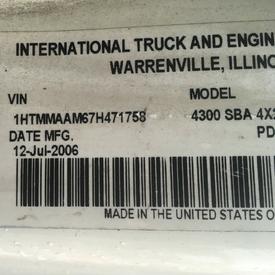 INTERNATIONAL TRUCK AND ENGIN
WARRENVILLE, ILLINO
VIN MODEL
1HTMMAAM67H471758 4300 SBA 4X2
DATE MFG. PD
12-Jul-2006
MADE IN THE UNITED STATES O